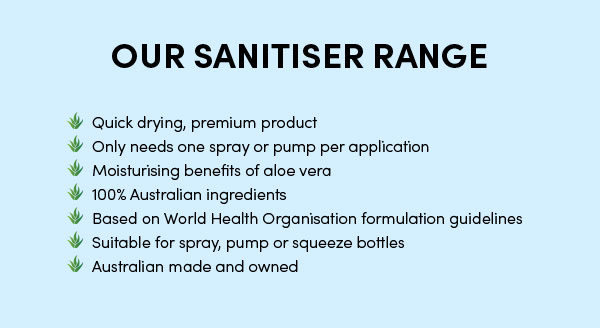 OUR SANITISER RANGE
Quick drying, premium product
Only needs one spray or pump per application
Moisturising benefits of aloe vera
100% Australian ingredients
Based on World Health Organisation formulation guidelines
Suitable for spray, pump or squeeze bottles
Australian made and owned